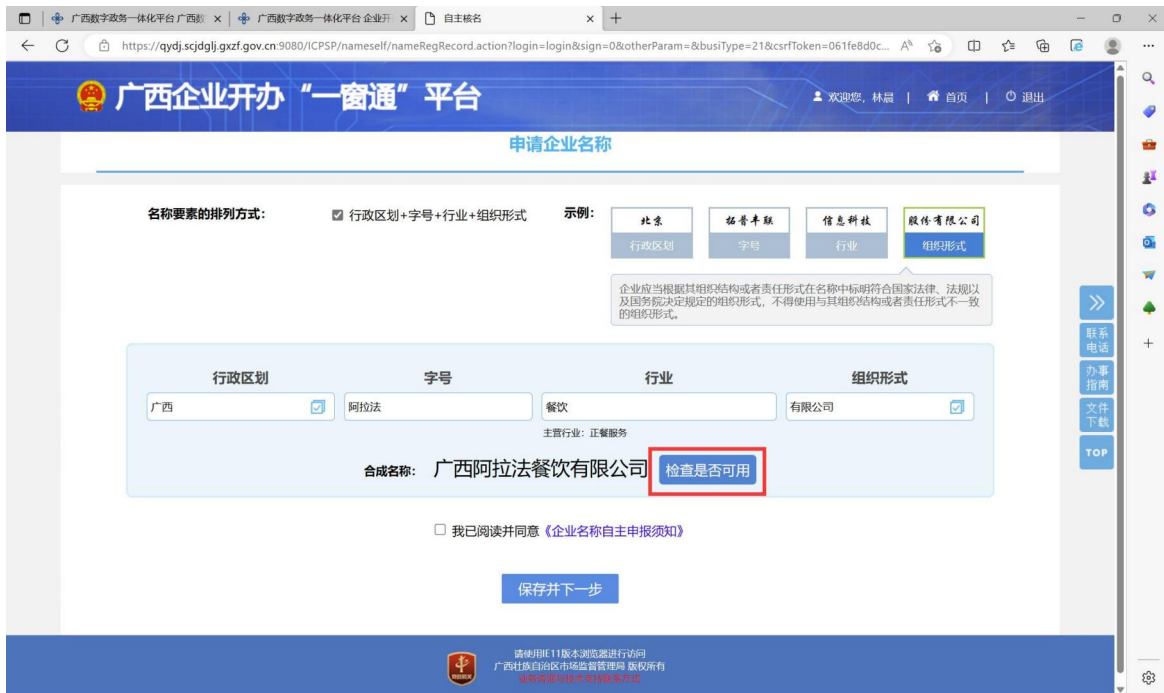 广西数字政务一体化平台 广西数
广西数字政务一体化平台 企业开
自主核名
https://qydj.scjdglj.gxzf.gov.cn:9080/ICPSP/nameself/nameRegRecord.action?login=login&sign=0&otherParam=&busiType=21&csrfToken=061fe8d0c...
广西企业开办“一窗通”平台
欢迎您,林晨 | 首页 | 退出
申请企业名称
名称要素的排列方式: 行政区划+字号+行业+组织形式 示例:
北京 拓普丰联 信息科技 股份有限公司
行政区划 字号 行业 组织形式
企业应当根据其组织结构或者责任形式在名称中标明符合国家法律、法规以
及国务院决定规定的组织形式,不得使用与其组织结构或者责任形式不一致
的组织形式。
联系
电话
办事
指南
文件
下载
TOP
行政区划 字号 行业 组织形式
广西 阿拉法 餐饮 有限公司
主营行业:正餐服务
合成名称: 广西阿拉法餐饮有限公司 检查是否可用
我已阅读并同意《企业名称自主申报须知》
保存并下一步
请使用IE11版本浏览器进行访问
广西壮族自治区市场监督管理局 版权所有
业务咨询与技术支持联系方式